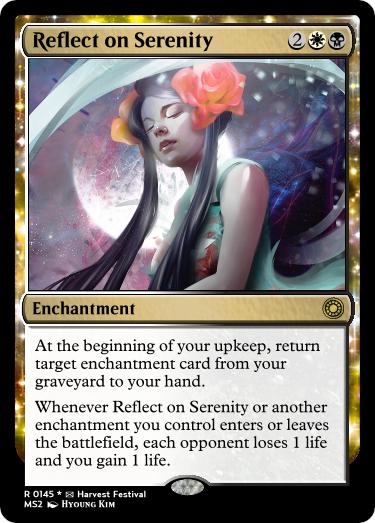 Reflect on Serenity 2
Enchantment
At the beginning of your upkeep, return
target enchantment card from your
graveyard to your hand.
Whenever Reflect on Serenity or another
enchantment you control enters or leaves
the battlefield, each opponent loses 1 life
and you gain 1 life.
R 0145 * Harvest Festival
MS2 Hyoung Kim